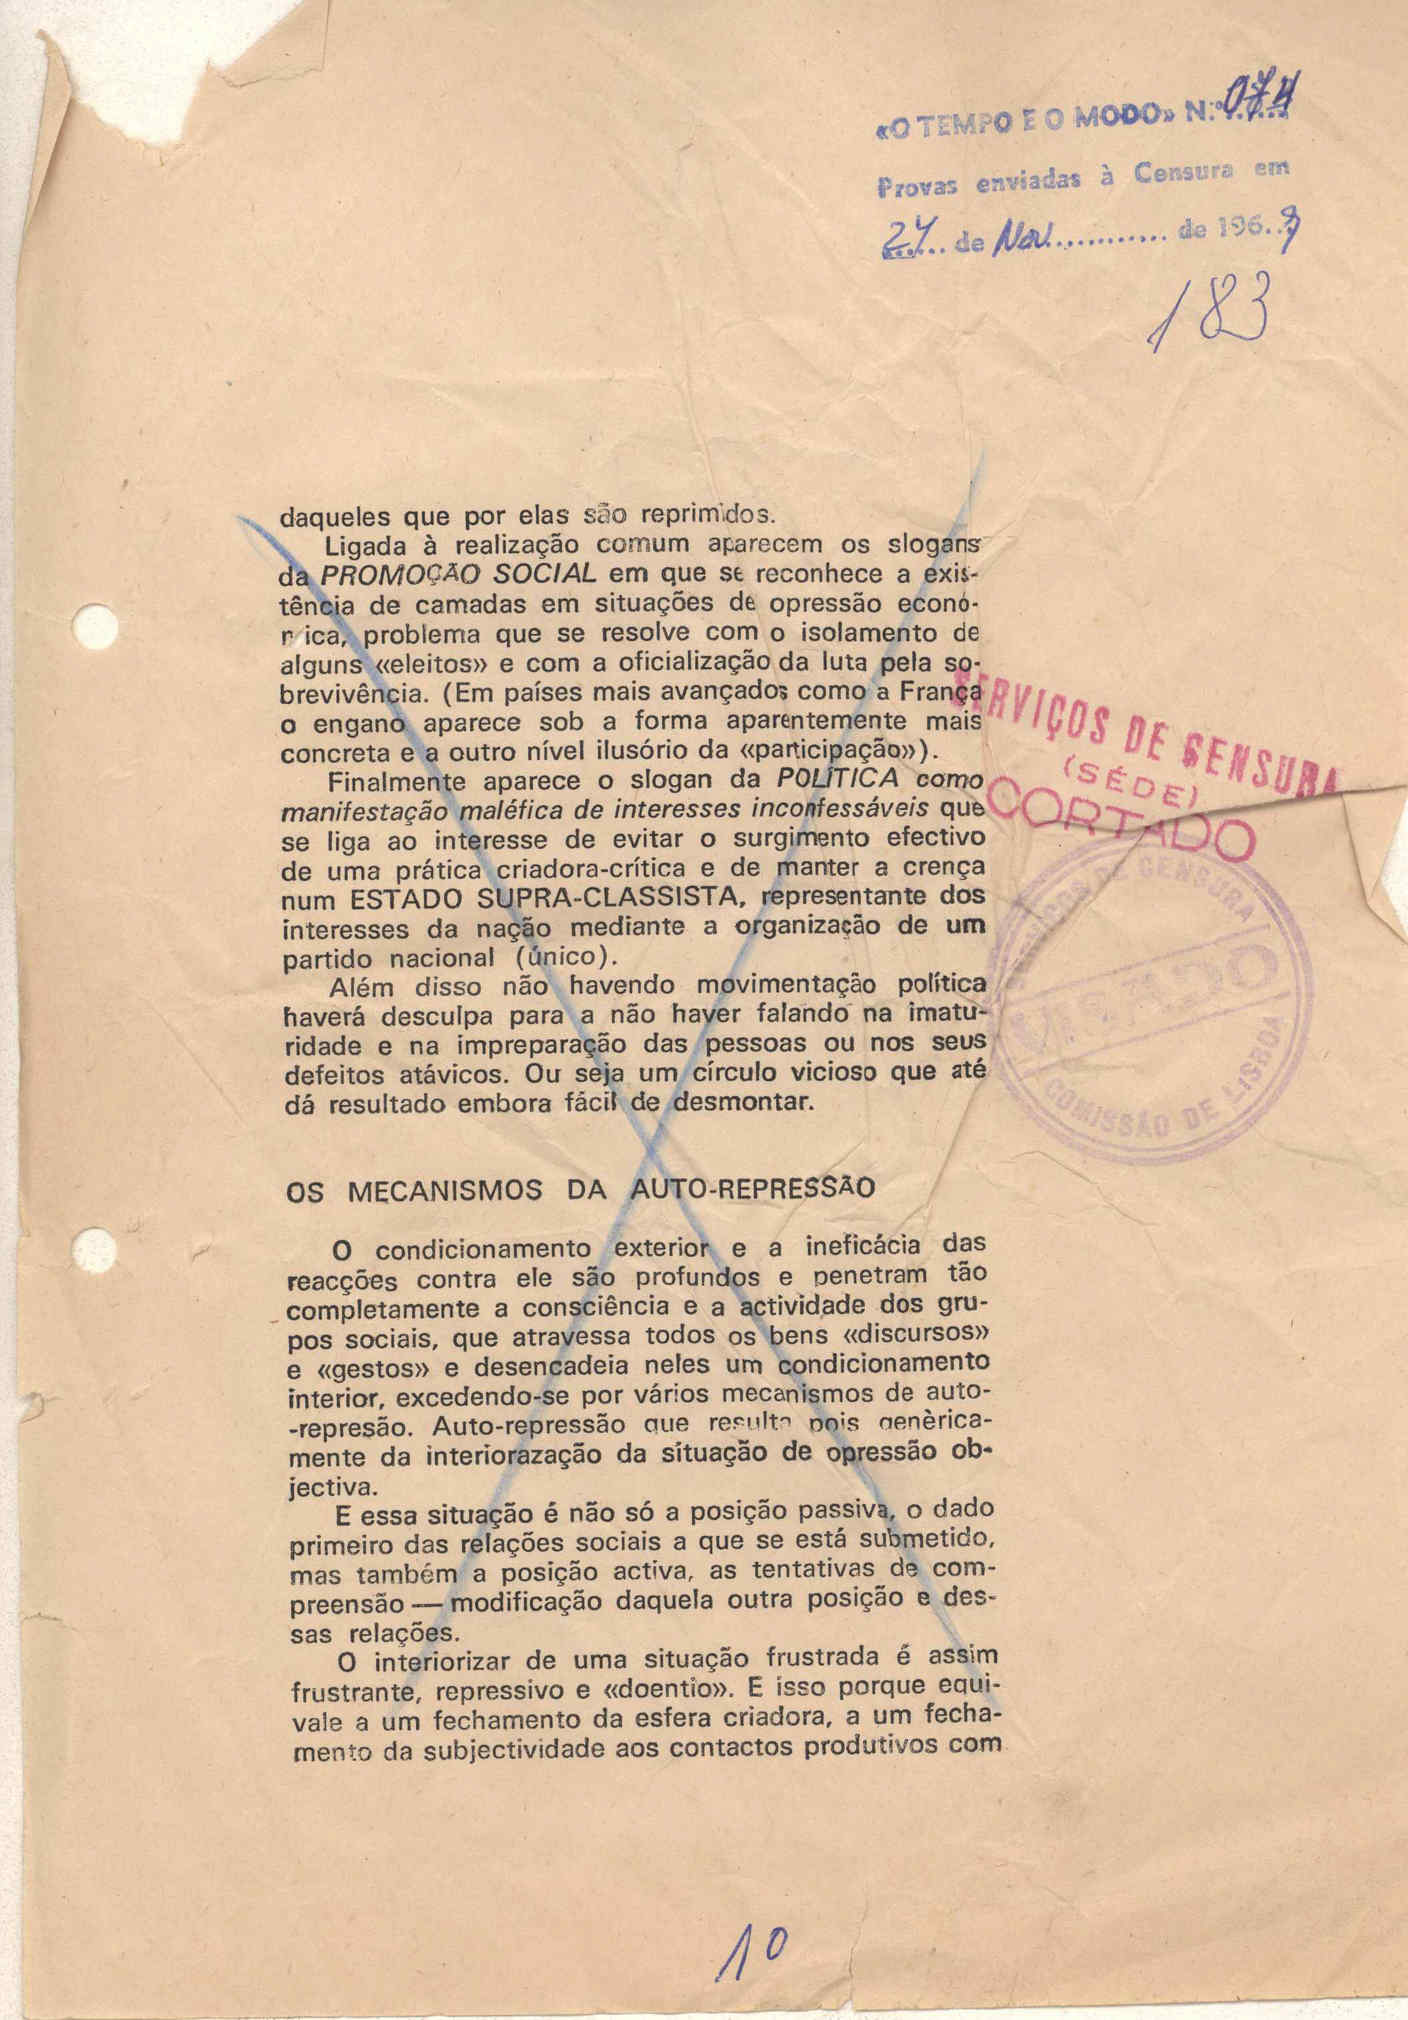 «O TEMPO E O MODO» N.º 074
Provas enviadas à Censura em
24 de Nov. de 1969
183
daqueles que por elas são reprimidos.
Ligada à realização comum aparecem os slogans
da PROMOÇÃO SOCIAL em que se reconhece a exis-
tência de camadas em situações de opressão econó-
mica, problema que se resolve com o isolamento de
alguns «eleitos» e com a oficialização da luta pela so-
brevivência. (Em países mais avançados como a França
o engano aparece sob a forma aparentemente mais
concreta e a outro nível ilusório da «participação»).
Finalmente aparece o slogan da POLÍTICA como
manifestação maléfica de interesses inconfessáveis que
se liga ao interesse de evitar o surgimento efectivo
de uma prática criadora-crítica e de manter a crença
num ESTADO SUPRA-CLASSISTA, representante dos
interesses da nação mediante a organização de um
partido nacional (único).
Além disso não havendo movimentação política
haverá desculpa para a não haver falando na imatu-
ridade e na impreparação das pessoas ou nos seus
defeitos atávicos. Ou seja um círculo vicioso que até
dá resultado embora fácil de desmontar.
SERVIÇOS DE CENSURA
(SÉDE)
CORTADO
SERVIÇOS DE CENSURA
COMISSÃO DE LISBOA
OS MECANISMOS DA AUTO-REPRESSÃO
O condicionamento exterior e a ineficácia das
reacções contra ele são profundos e penetram tão
completamente a consciência e a actividade dos gru-
pos sociais, que atravessa todos os bens «discursos»
e «gestos» e desencadeia neles um condicionamento
interior, excedendo-se por vários mecanismos de auto-
-represão. Auto-repressão que resulta pois genèrica-
mente da interiorazação da situação de opressão ob-
jectiva.
E essa situação é não só a posição passiva, o dado
primeiro das relações sociais a que se está submetido,
mas também a posição activa, as tentativas de com-
preensão — modificação daquela outra posição e des-
sas relações.
O interiorizar de uma situação frustrada é assim
frustrante, repressivo e «doentio». E isso porque equi-
vale a um fechamento da esfera criadora, a um fecha-
mento da subjectividade aos contactos produtivos com
10